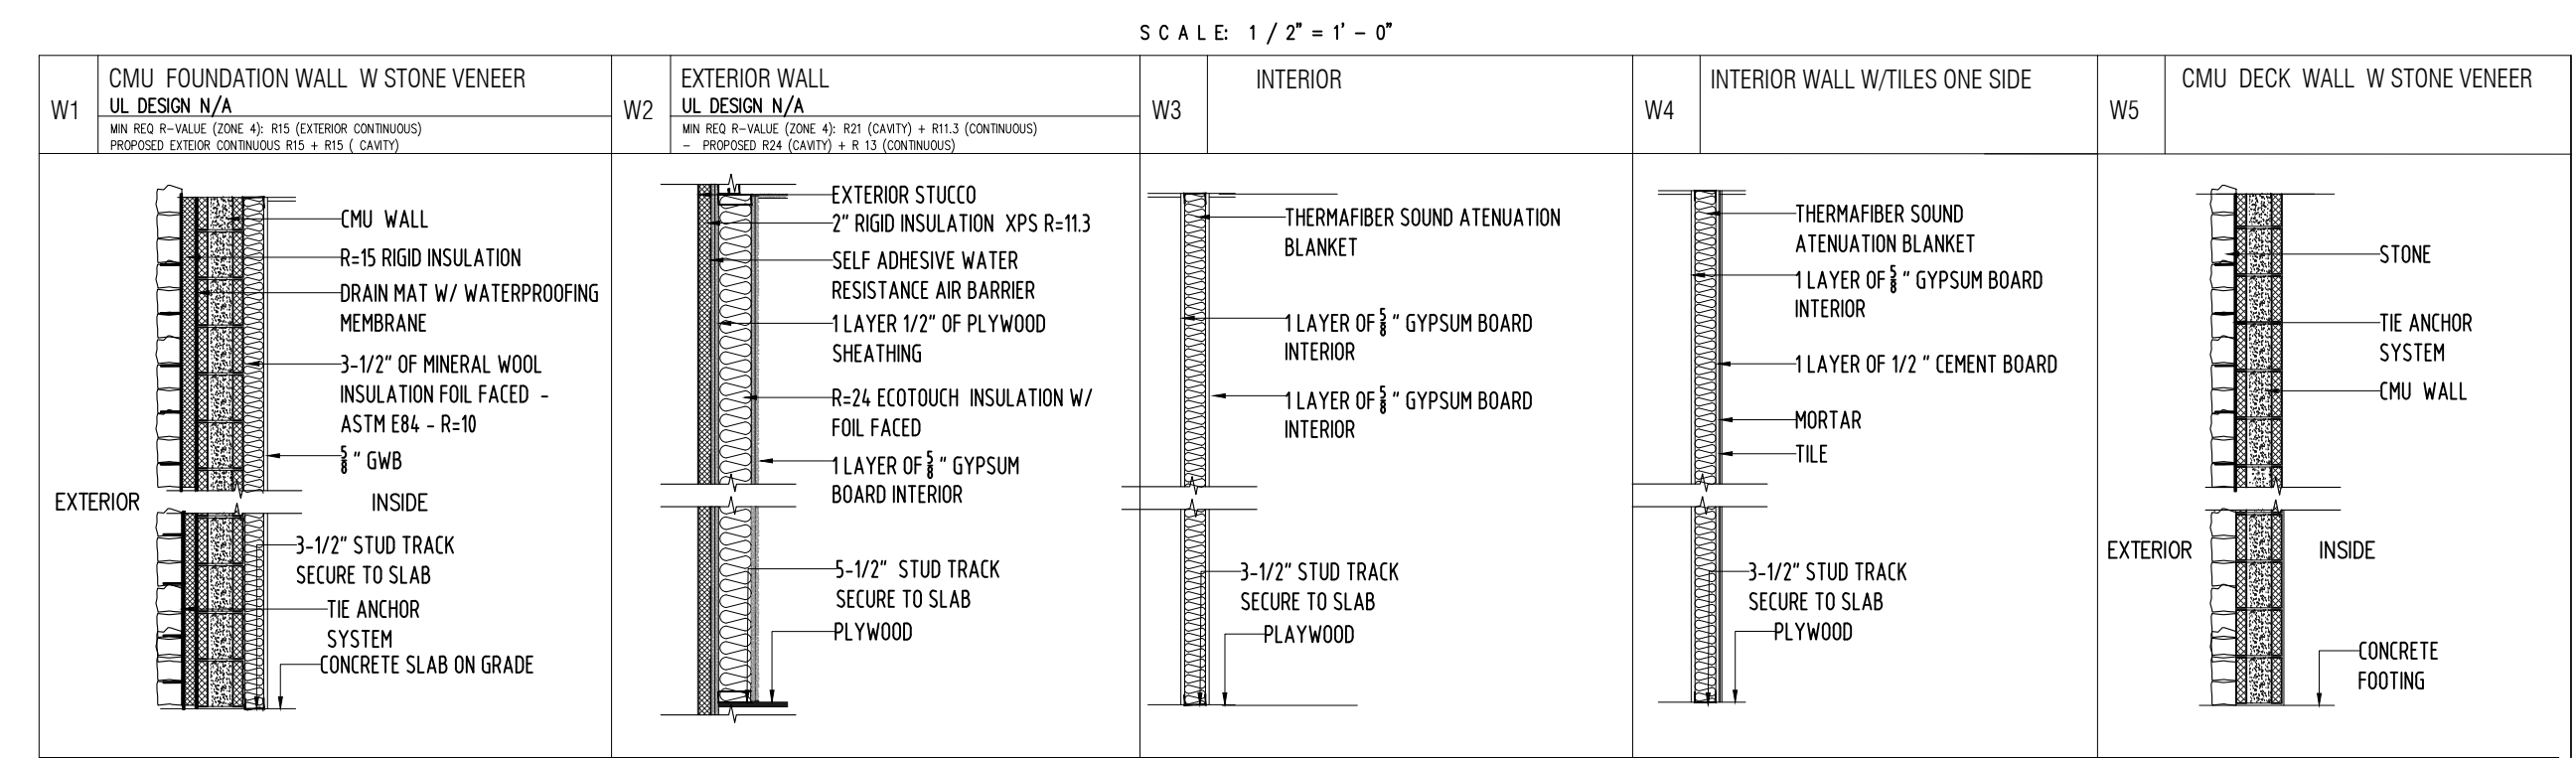 SCALE: 1/2" = 1' - 0"
W1
CMU FOUNDATION WALL W STONE VENEER
UL DESIGN N/A
MIN REQ R-VALUE (ZONE 4): R15 (EXTERIOR CONTINUOUS)
PROPOSED EXTEIOR CONTINUOUS R15 + R15 ( CAVITY)
CMU WALL
R=15 RIGID INSULATION
DRAIN MAT W/ WATERPROOFING
MEMBRANE
3-1/2" OF MINERAL WOOL
INSULATION FOIL FACED -
ASTM E84 - R=10
5/8 " GWB
EXTERIOR
INSIDE
3-1/2" STUD TRACK
SECURE TO SLAB
TIE ANCHOR
SYSTEM
CONCRETE SLAB ON GRADE
W2
EXTERIOR WALL
UL DESIGN N/A
MIN REQ R-VALUE (ZONE 4): R21 (CAVITY) + R11.3 (CONTINUOUS)
- PROPOSED R24 (CAVITY) + R 13 (CONTINUOUS)
EXTERIOR STUCCO
2" RIGID INSULATION XPS R=11.3
SELF ADHESIVE WATER
RESISTANCE AIR BARRIER
1 LAYER 1/2" OF PLYWOOD
SHEATHING
R=24 ECOTOUCH INSULATION W/
FOIL FACED
1 LAYER OF 5/8 " GYPSUM
BOARD INTERIOR
5-1/2" STUD TRACK
SECURE TO SLAB
PLYWOOD
W3
INTERIOR
THERMAFIBER SOUND ATENUATION
BLANKET
1 LAYER OF 5/8 " GYPSUM BOARD
INTERIOR
1 LAYER OF 5/8 " GYPSUM BOARD
INTERIOR
3-1/2" STUD TRACK
SECURE TO SLAB
PLAYWOOD
W4
INTERIOR WALL W/TILES ONE SIDE
THERMAFIBER SOUND
ATENUATION BLANKET
1 LAYER OF 5/8 " GYPSUM BOARD
INTERIOR
1 LAYER OF 1/2 " CEMENT BOARD
MORTAR
TILE
3-1/2" STUD TRACK
SECURE TO SLAB
PLYWOOD
W5
CMU DECK WALL W STONE VENEER
STONE
TIE ANCHOR
SYSTEM
CMU WALL
EXTERIOR
INSIDE
CONCRETE
FOOTING